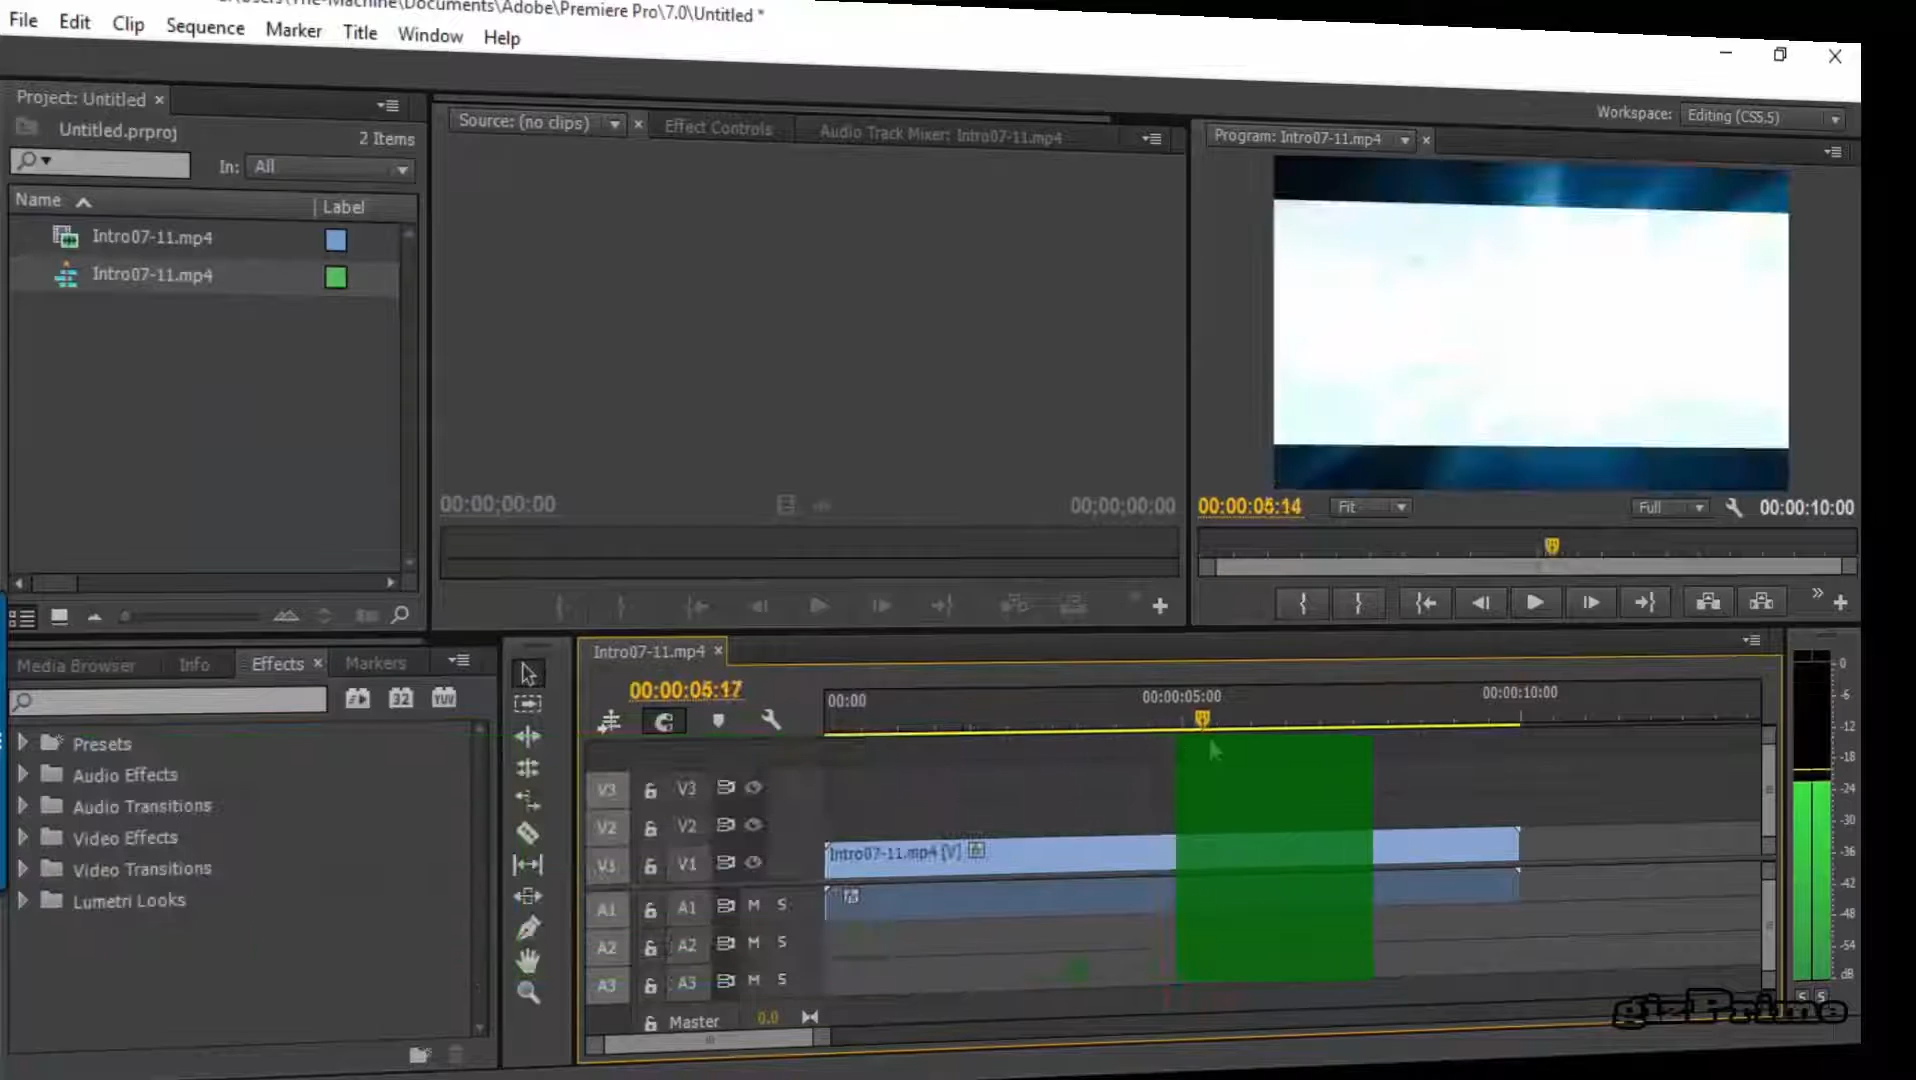 \Users\The-Machine\Documents\Adobe\Premiere Pro\7.0\Untitled *
File Edit Clip Sequence Marker Title Window Help
Workspace: Editing (CS5.5)
Project: Untitled ×
Untitled.prproj
2 Items
In: All
Name Label
Intro07-11.mp4
Intro07-11.mp4
Source: (no clips) × Effect Controls Audio Track Mixer: Intro07-11.mp4
00:00;00:00 00;00;00:00
Program: Intro07-11.mp4 ×
00:00:05:14 Fit Full 00:00:10:00
Media Browser Info Effects × Markers
32 YUV
Presets
Audio Effects
Audio Transitions
Video Effects
Video Transitions
Lumetri Looks
Intro07-11.mp4 ×
00:00:05:17
00:00 00:00:05:00 00:00:10:00
V3 V3
V2 V2
V1 V1
Intro07-11.mp4 [V]
A1 A1 M S
A2 A2 M S
A3 A3 M S
Master 0.0
0
-6
-12
-18
-24
-30
-36
-42
-48
-54
dB
S S
gizPrima